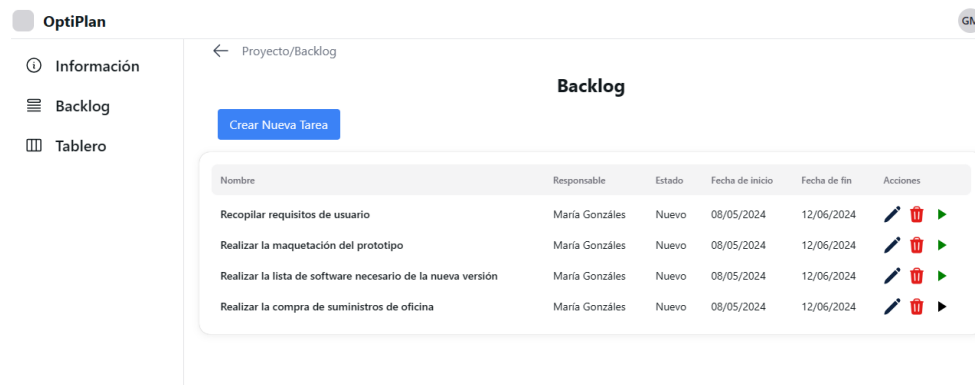 OptiPlan
GM
Información
Backlog
Tablero
Proyecto/Backlog
Backlog
Crear Nueva Tarea
Nombre Responsable Estado Fecha de inicio Fecha de fin Acciones
Recopilar requisitos de usuario María Gonzáles Nuevo 08/05/2024 12/06/2024
Realizar la maquetación del prototipo María Gonzáles Nuevo 08/05/2024 12/06/2024
Realizar la lista de software necesario de la nueva versión María Gonzáles Nuevo 08/05/2024 12/06/2024
Realizar la compra de suministros de oficina María Gonzáles Nuevo 08/05/2024 12/06/2024